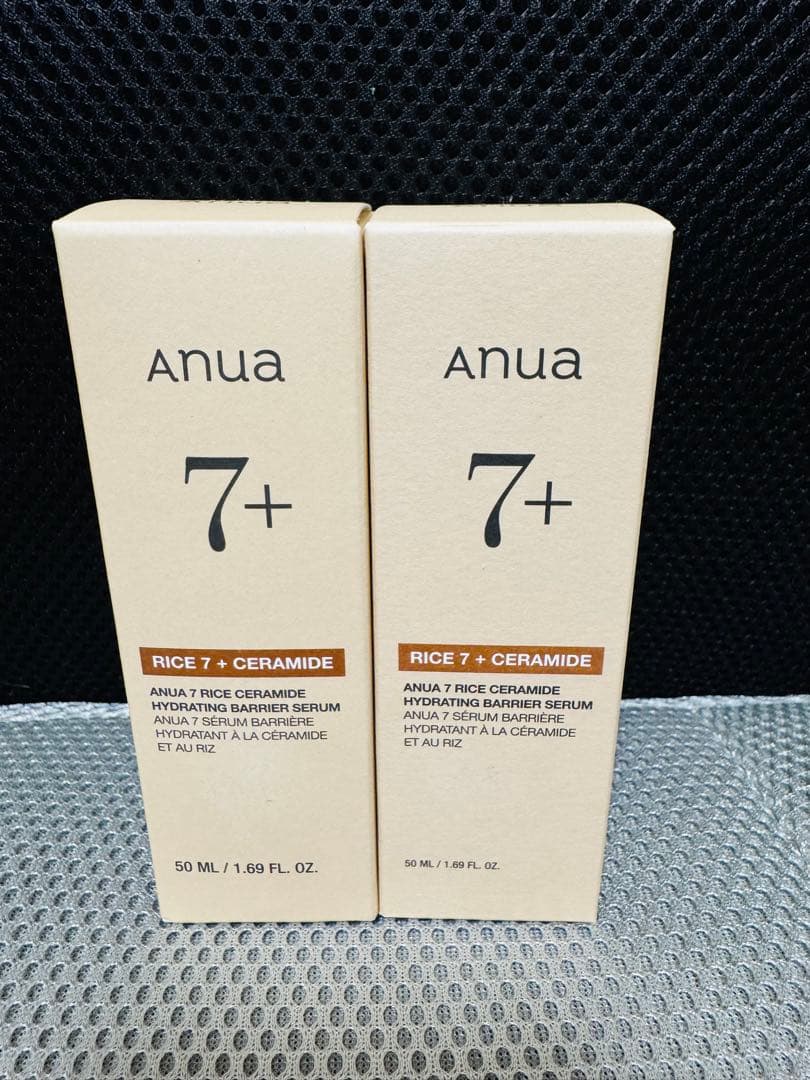 Anua
7+
RICE 7 + CERAMIDE
ANUA 7 RICE CERAMIDE
HYDRATING BARRIER SERUM
ANUA 7 SÉRUM BARRIÈRE
HYDRATANT À LA CÉRAMIDE
ET AU RIZ
50 ML / 1.69 FL. OZ.
Anua
7+
RICE 7 + CERAMIDE
ANUA 7 RICE CERAMIDE
HYDRATING BARRIER SERUM
ANUA 7 SÉRUM BARRIÈRE
HYDRATANT À LA CÉRAMIDE
ET AU RIZ
50 ML / 1.69 FL. OZ.